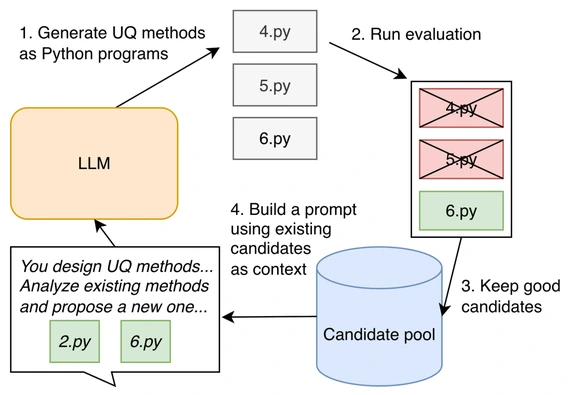 1. Generate UQ methods
as Python programs
4.py
5.py
6.py
2. Run evaluation
4.py
5.py
6.py
LLM
3. Keep good
candidates
4. Build a prompt
using existing
candidates
as context
Candidate pool
You design UQ methods...
Analyze existing methods
and propose a new one...
2.py
6.py